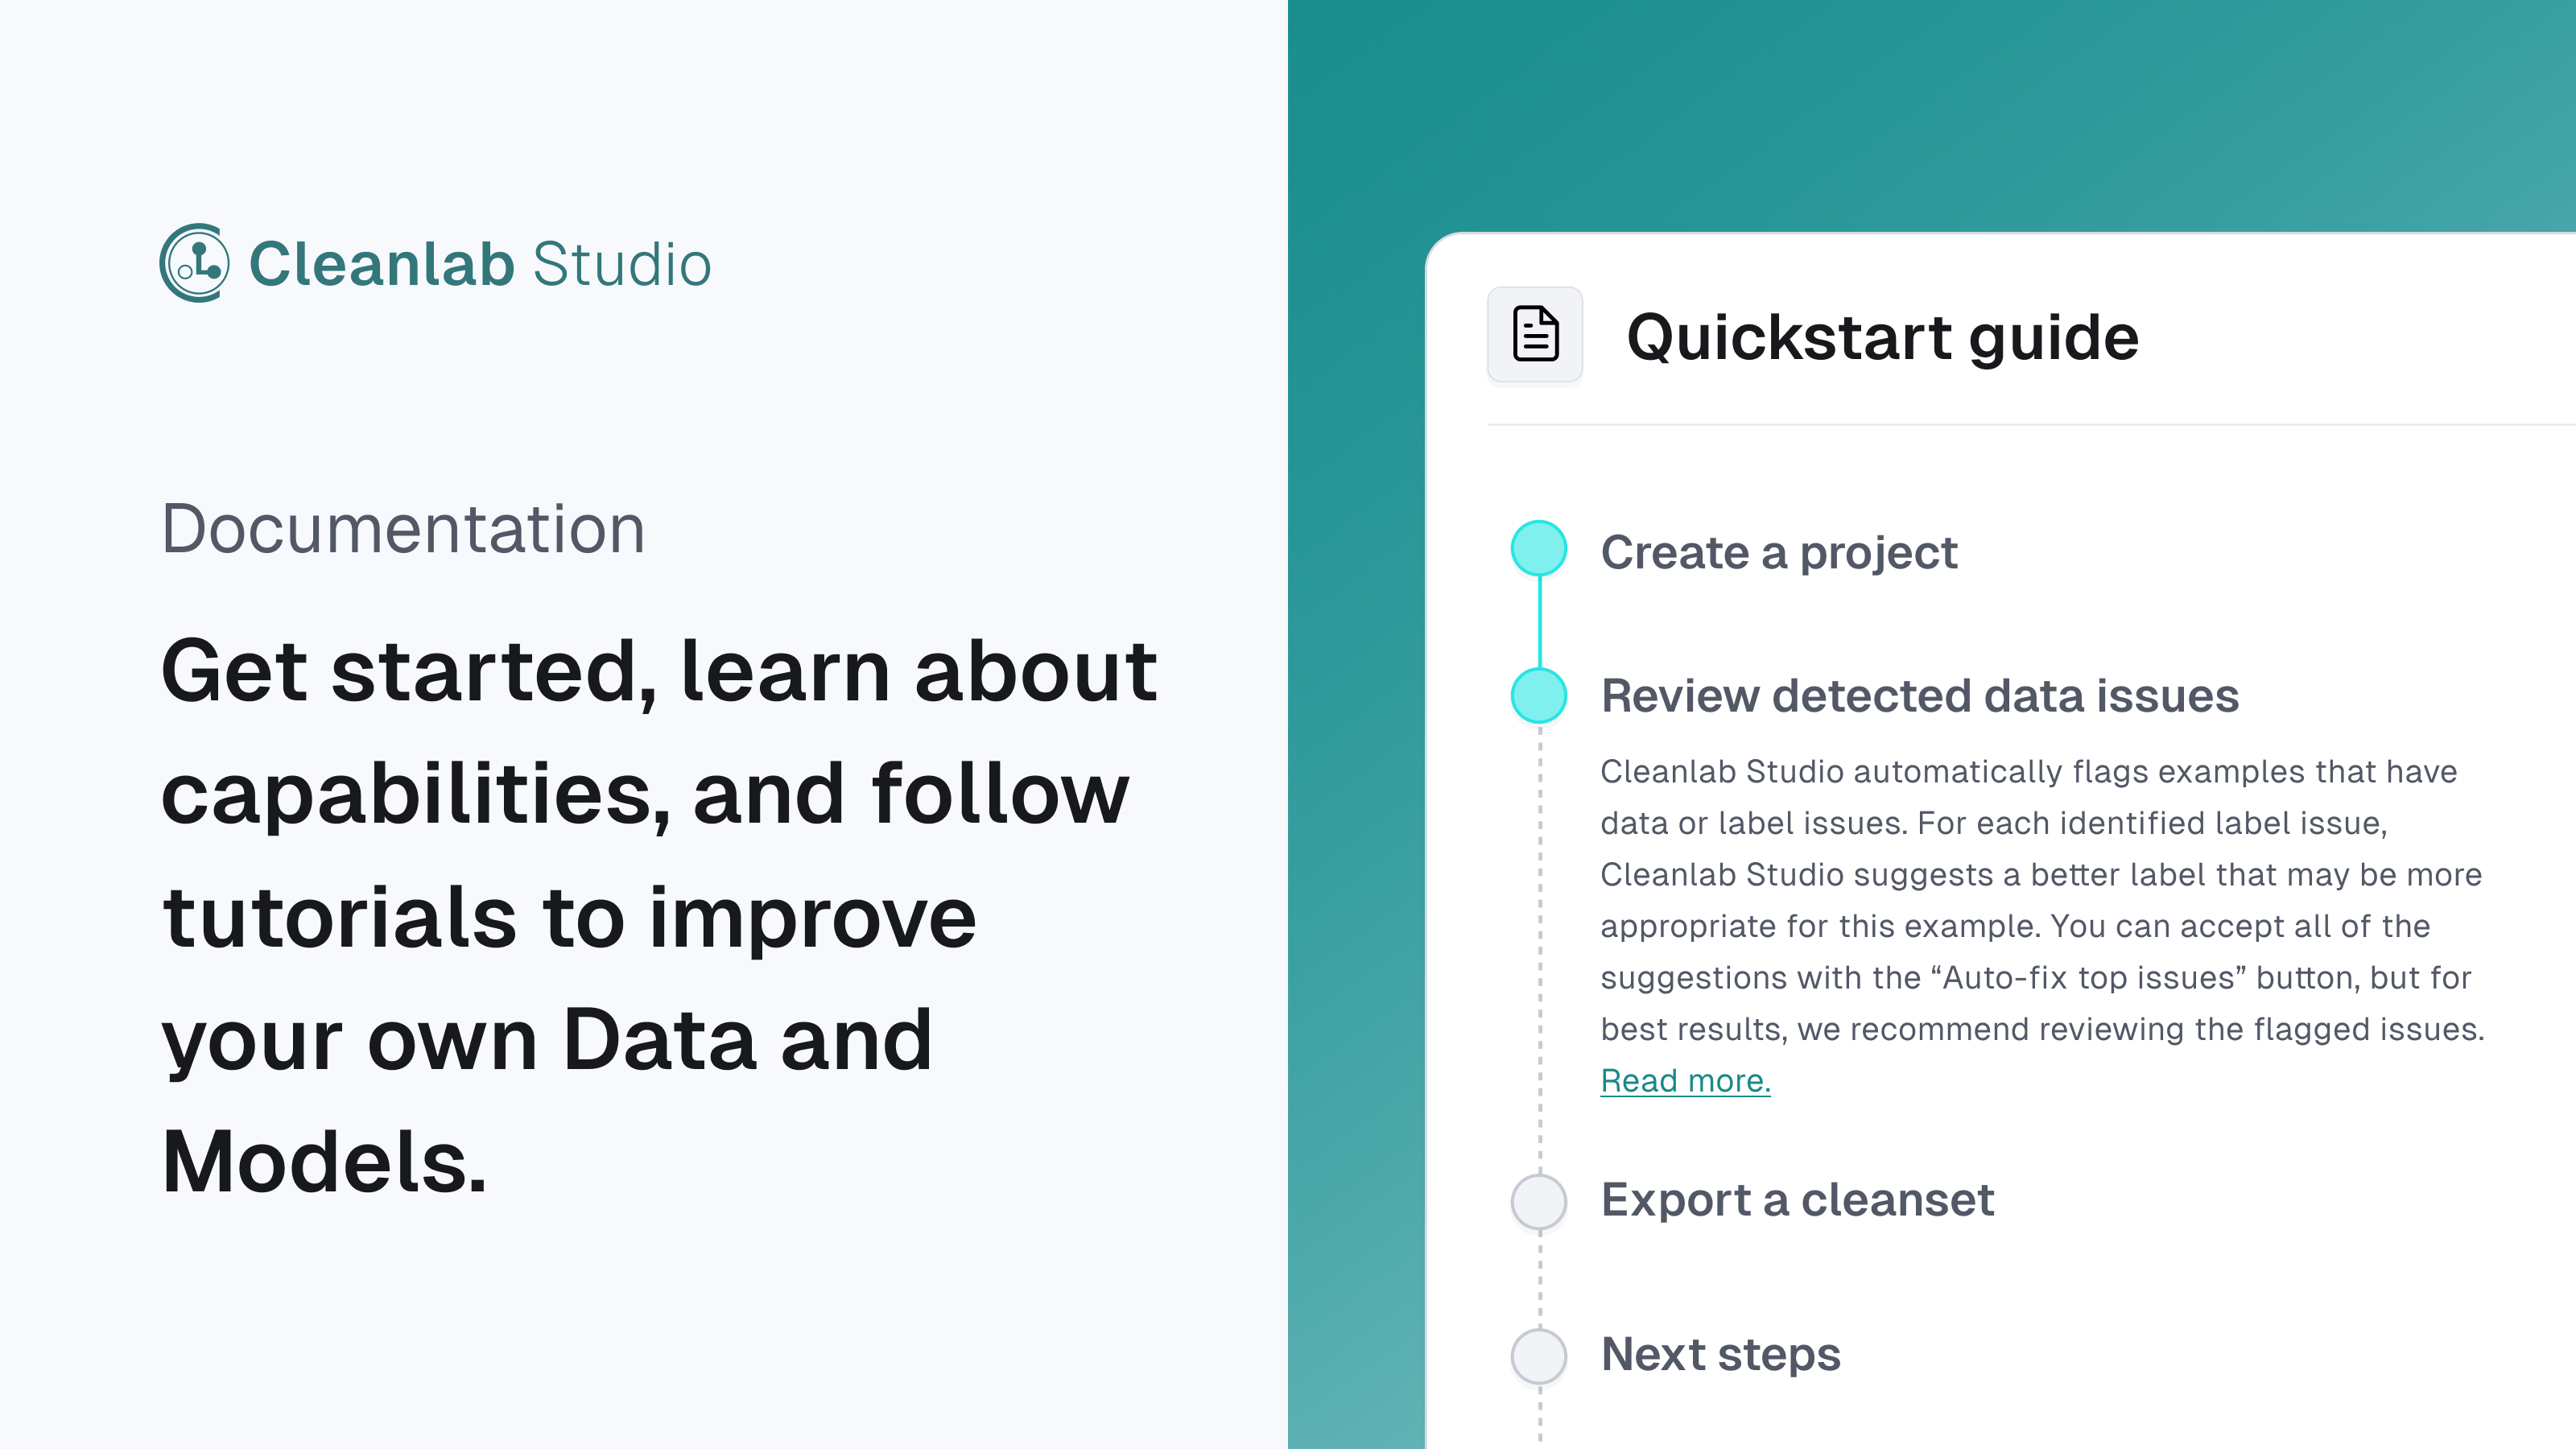 Cleanlab Studio
Documentation
Get started, learn about
capabilities, and follow
tutorials to improve
your own Data and
Models.
Quickstart guide
Create a project
Review detected data issues
Cleanlab Studio automatically flags examples that have
data or label issues. For each identified label issue,
Cleanlab Studio suggests a better label that may be more
appropriate for this example. You can accept all of the
suggestions with the “Auto-fix top issues” button, but for
best results, we recommend reviewing the flagged issues.
Read more.
Export a cleanset
Next steps